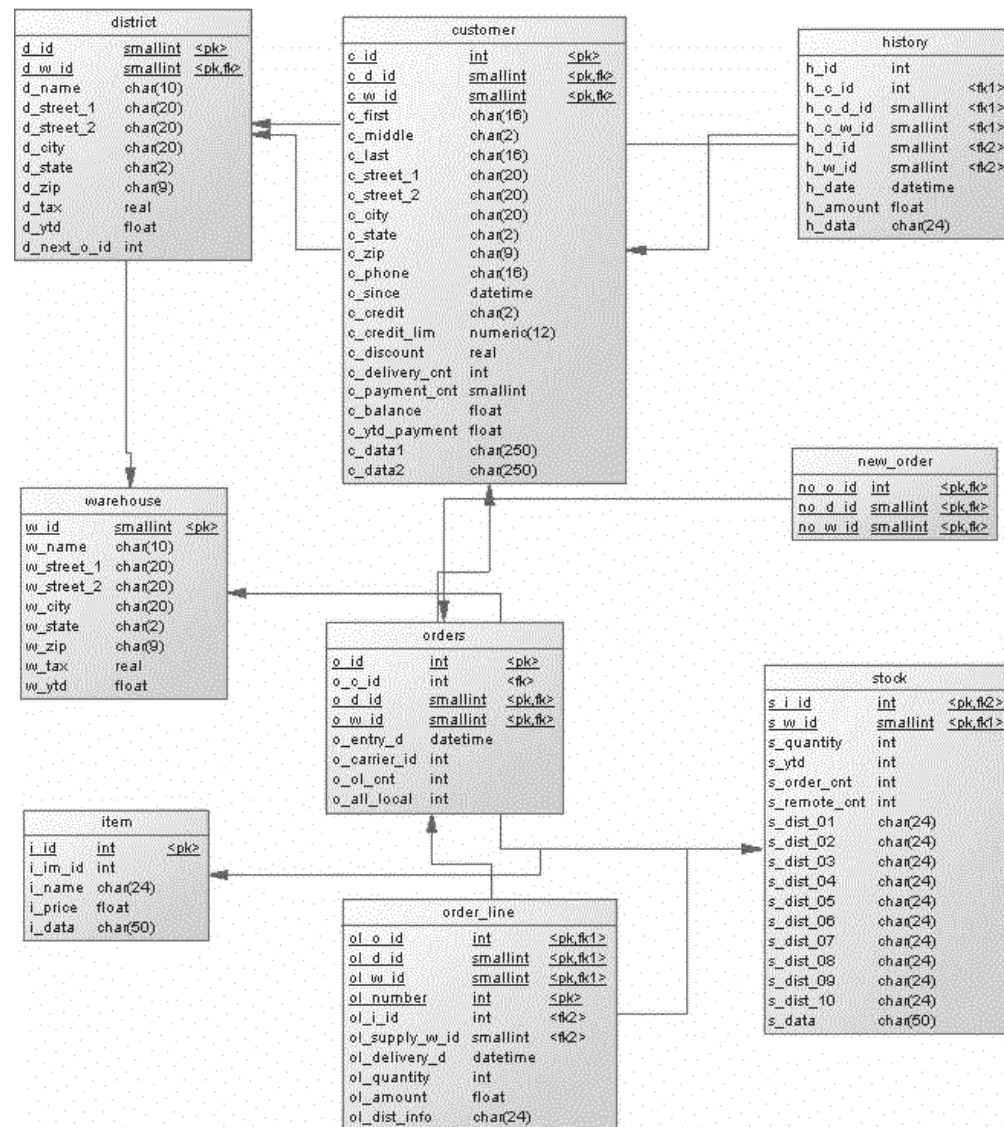 district
d_id smallint <pk>
d_w_id smallint <pk,fk>
d_name char(10)
d_street_1 char(20)
d_street_2 char(20)
d_city char(20)
d_state char(2)
d_zip char(9)
d_tax real
d_ytd float
d_next_o_id int
customer
c_id int <pk>
c_d_id smallint <pk,fk>
c_w_id smallint <pk,fk>
c_first char(16)
c_middle char(2)
c_last char(16)
c_street_1 char(20)
c_street_2 char(20)
c_city char(20)
c_state char(2)
c_zip char(9)
c_phone char(16)
c_since datetime
c_credit char(2)
c_credit_lim numeric(12)
c_discount real
c_delivery_cnt int
c_payment_cnt smallint
c_balance float
c_ytd_payment float
c_data1 char(250)
c_data2 char(250)
history
h_id int
h_c_id int <fk1>
h_c_d_id smallint <fk1>
h_c_w_id smallint <fk1>
h_d_id smallint <fk2>
h_w_id smallint <fk2>
h_date datetime
h_amount float
h_data char(24)
new_order
no_o_id int <pk,fk>
no_d_id smallint <pk,fk>
no_w_id smallint <pk,fk>
warehouse
w_id smallint <pk>
w_name char(10)
w_street_1 char(20)
w_street_2 char(20)
w_city char(20)
w_state char(2)
w_zip char(9)
w_tax real
w_ytd float
orders
o_id int <pk>
o_c_id int <fk>
o_d_id smallint <pk,fk>
o_w_id smallint <pk,fk>
o_entry_d datetime
o_carrier_id int
o_ol_cnt int
o_all_local int
stock
s_i_id int <pk,fk2>
s_w_id smallint <pk,fk1>
s_quantity int
s_ytd int
s_order_cnt int
s_remote_cnt int
s_dist_01 char(24)
s_dist_02 char(24)
s_dist_03 char(24)
s_dist_04 char(24)
s_dist_05 char(24)
s_dist_06 char(24)
s_dist_07 char(24)
s_dist_08 char(24)
s_dist_09 char(24)
s_dist_10 char(24)
s_data char(50)
item
i_id int <pk>
i_im_id int
i_name char(24)
i_price float
i_data char(50)
order_line
ol_o_id int <pk,fk1>
ol_d_id smallint <pk,fk1>
ol_w_id smallint <pk,fk1>
ol_number int <pk>
ol_i_id int <fk2>
ol_supply_w_id smallint <fk2>
ol_delivery_d datetime
ol_quantity int
ol_amount float
ol_dist_info char(24)